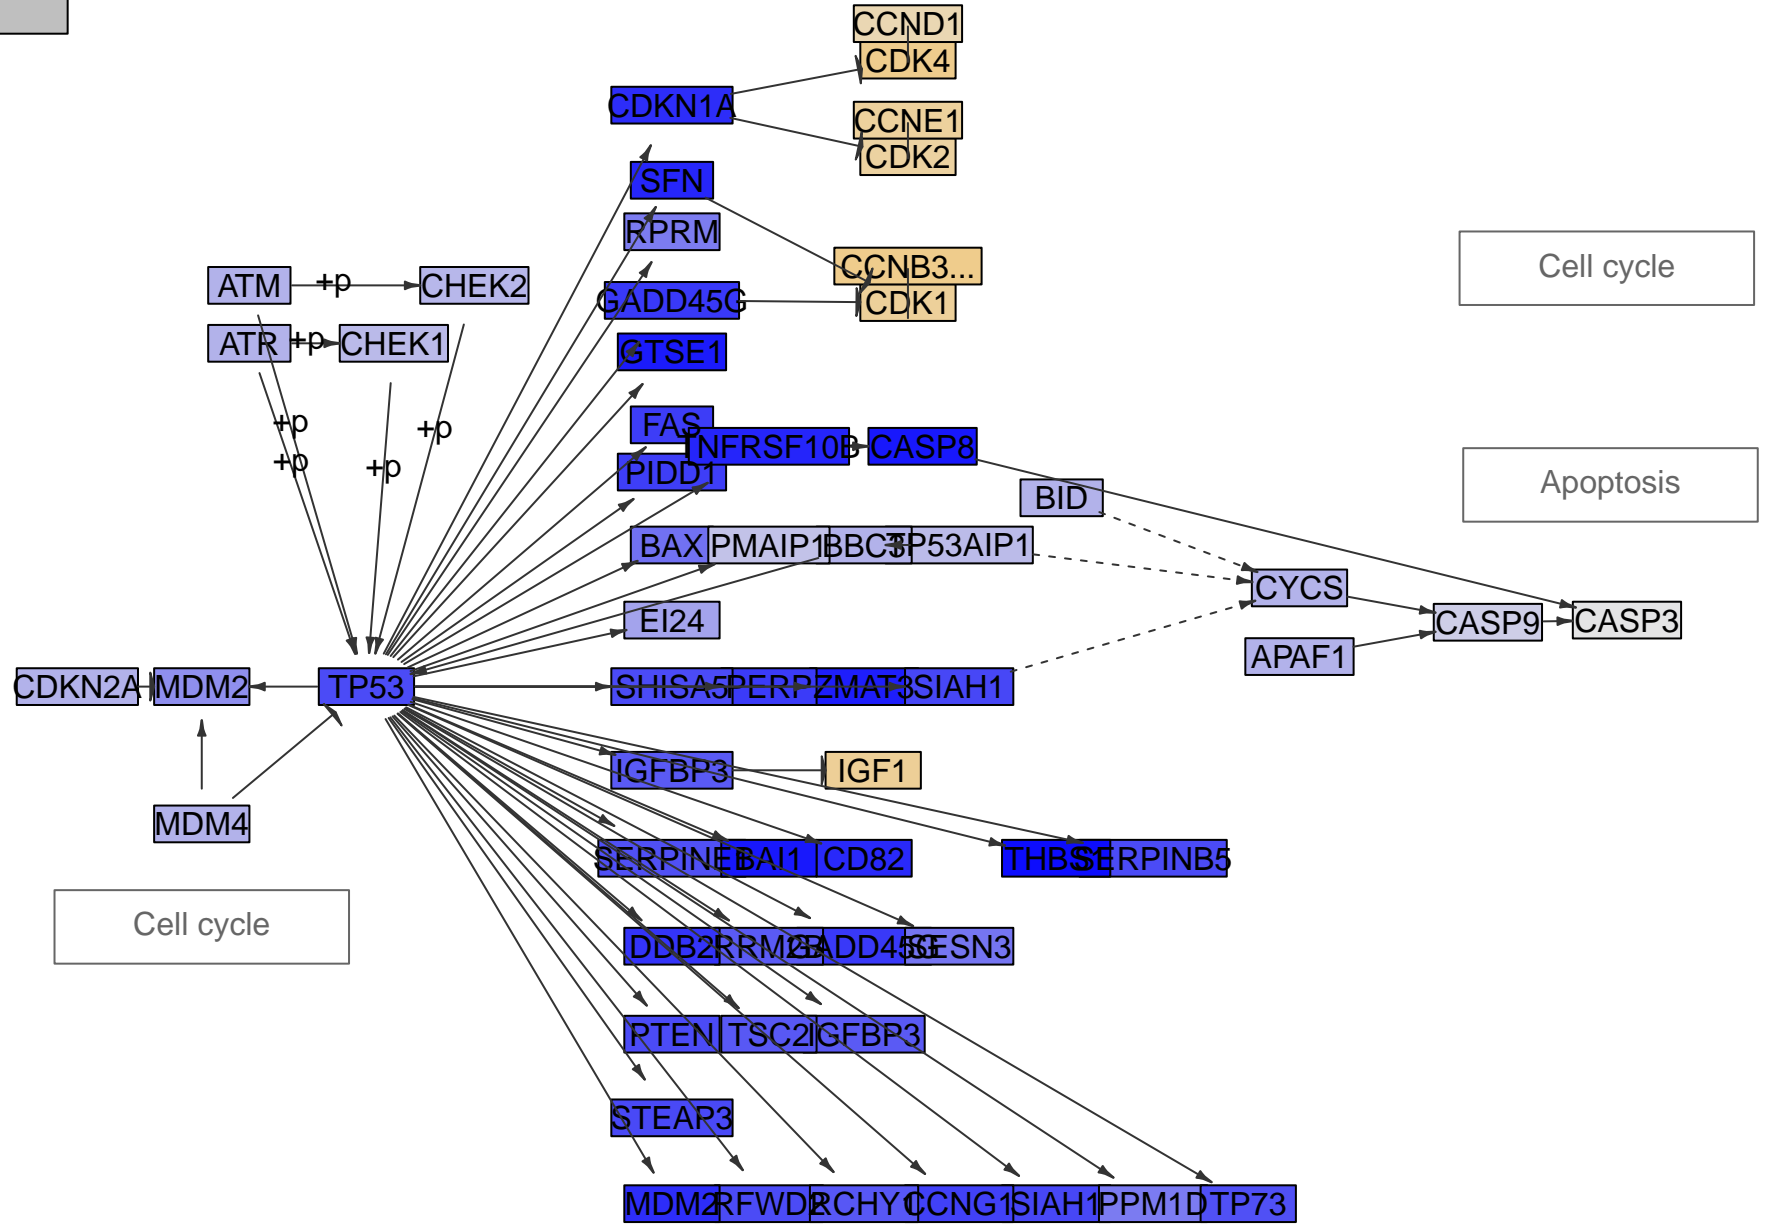 CCND1
CDK4
CDKN1A
CCNE1
CDK2
SFN
RPRM
CCNB3...
Cell cycle
ATM +p CHEK2
GADD45G CDK1
ATR +p CHEK1
GTSE1
FAS
+p +p
TNFRSF10B CASP8
+p +p
PIDD1
Apoptosis
BID
BAX PMAIP1 BBC3 TP53AIP1
CYCS
EI24
CASP9 CASP3
APAF1
CDKN2A MDM2 TP53 SHISA5 PERP ZMAT3 SIAH1
IGFBP3 IGF1
MDM4
SERPINE1 BAI1 CD82 THBS1 SERPINB5
Cell cycle
DDB2 RRM2B GADD45G SESN3
PTEN TSC2 IGFBP3
STEAP3
MDM2 RFWD2 RCHY1 CCNG1 SIAH1 PPM1D TP73